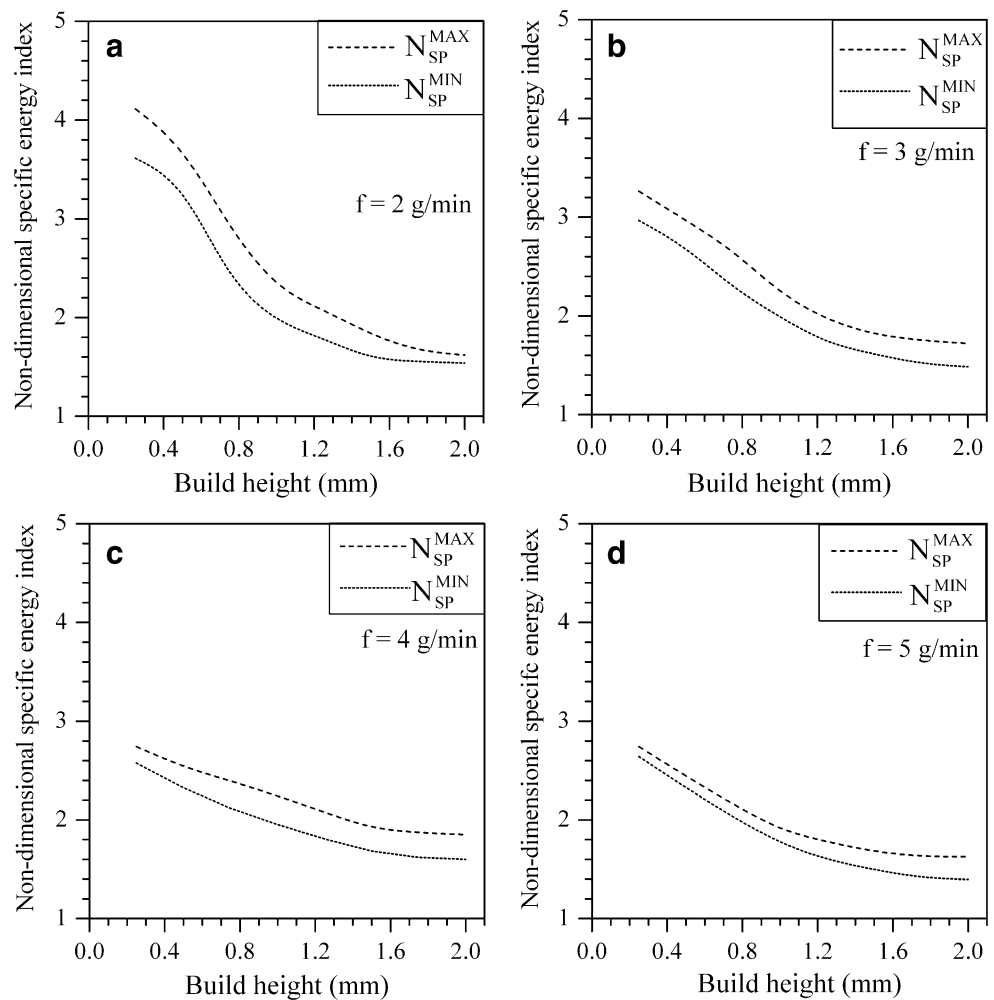 a
N_SP^MAX
N_SP^MIN
f = 2 g/min
Non-dimensional specific energy index
5
4
3
2
1
0.0 0.4 0.8 1.2 1.6 2.0
Build height (mm)
b
N_SP^MAX
N_SP^MIN
f = 3 g/min
Non-dimensional specific energy index
5
4
3
2
1
0.0 0.4 0.8 1.2 1.6 2.0
Build height (mm)
c
N_SP^MAX
N_SP^MIN
f = 4 g/min
Non-dimensional specific energy index
5
4
3
2
1
0.0 0.4 0.8 1.2 1.6 2.0
Build height (mm)
d
N_SP^MAX
N_SP^MIN
f = 5 g/min
Non-dimensional specifc energy index
5
4
3
2
1
0.0 0.4 0.8 1.2 1.6 2.0
Build height (mm)